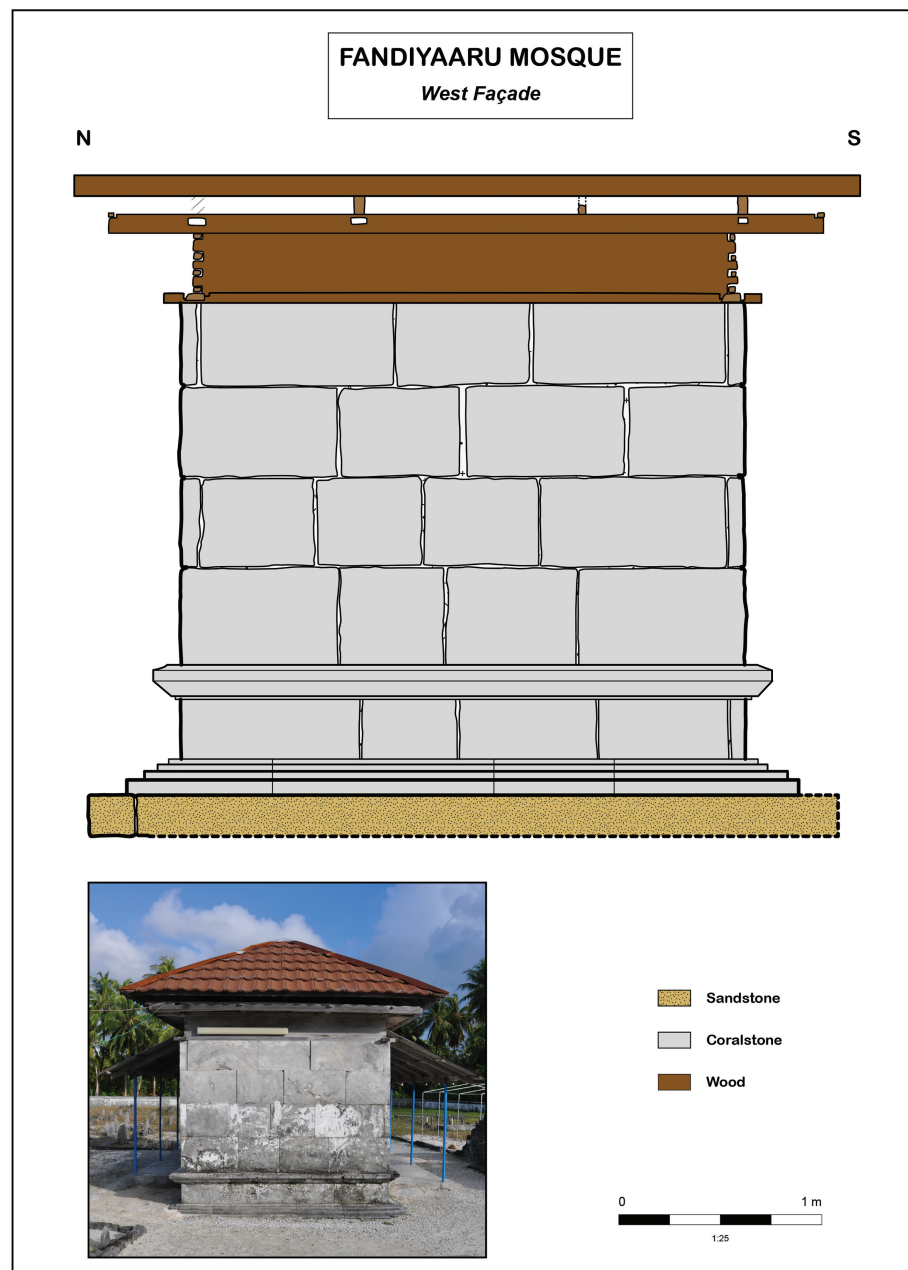 FANDIYAARU MOSQUE
West Façade
N S
Sandstone
Coralstone
Wood
0 1 m
1:25